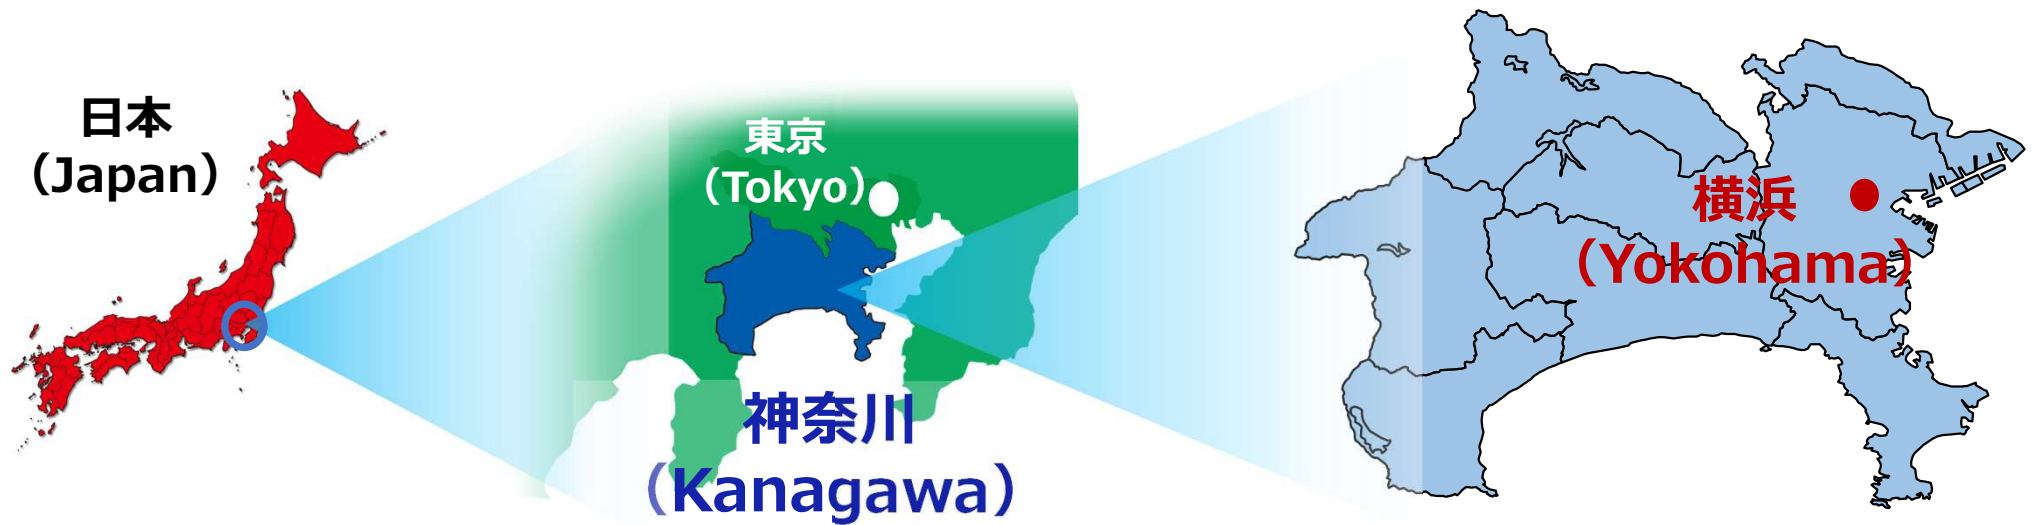 日本
（Japan）
東京
（Tokyo）
神奈川
（Kanagawa）
横浜
（Yokohama）